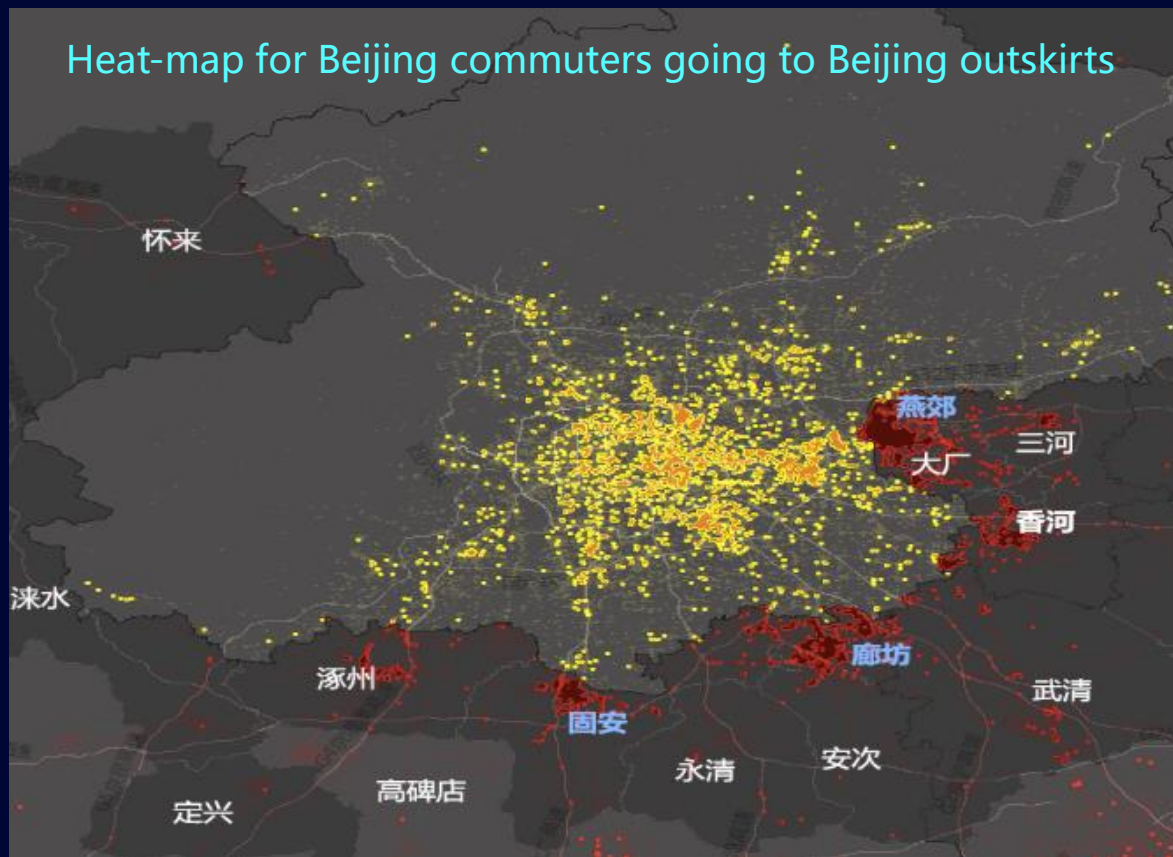 Heat-map for Beijing commuters going to Beijing outskirts
怀来
燕郊
三河
大厂
香河
涞水
廊坊
涿州
武清
固安
安次
永清
高碑店
定兴